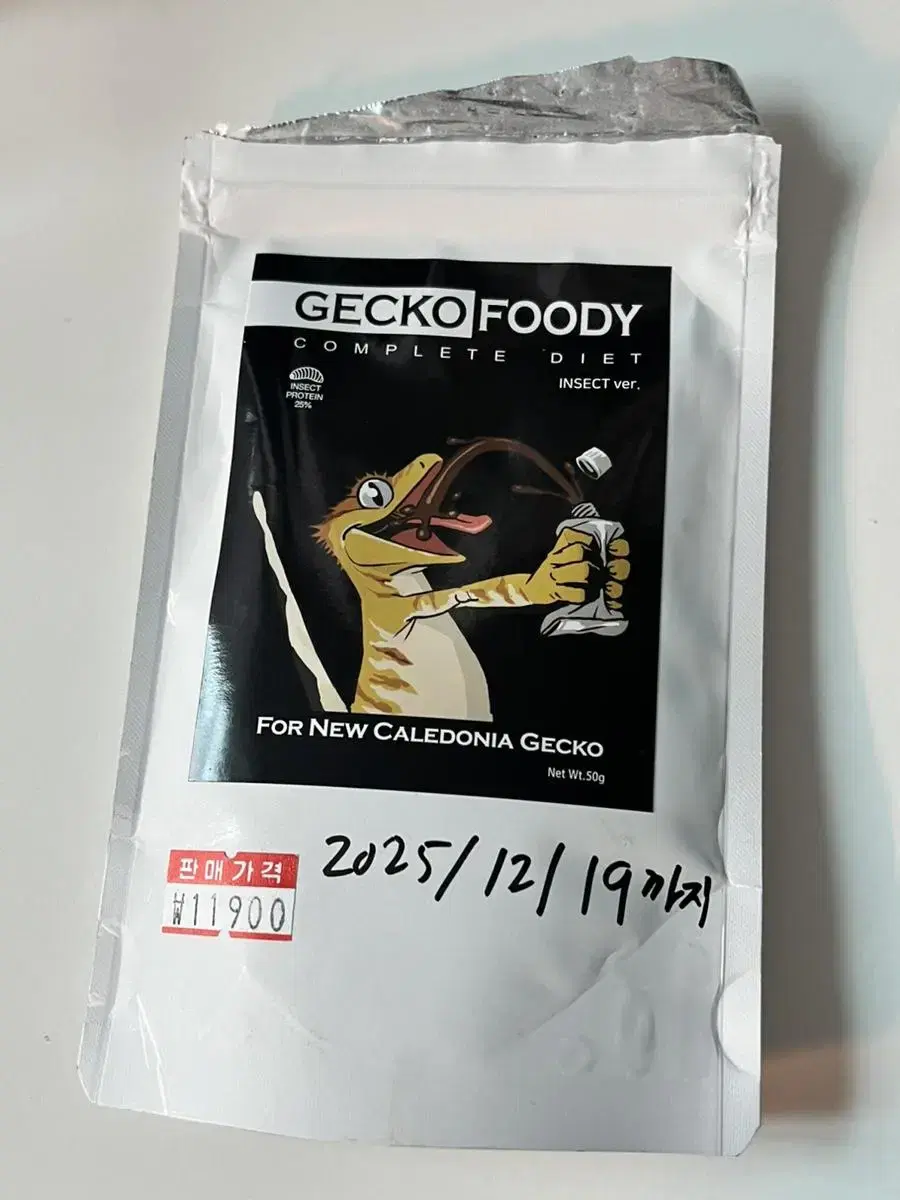 GECKO FOODY
COMPLETE DIET
INSECT ver.
INSECT
PROTEIN
25%
FOR NEW CALEDONIA GECKO
Net Wt.50g
2025/12/19까지
판매가격
₩11900